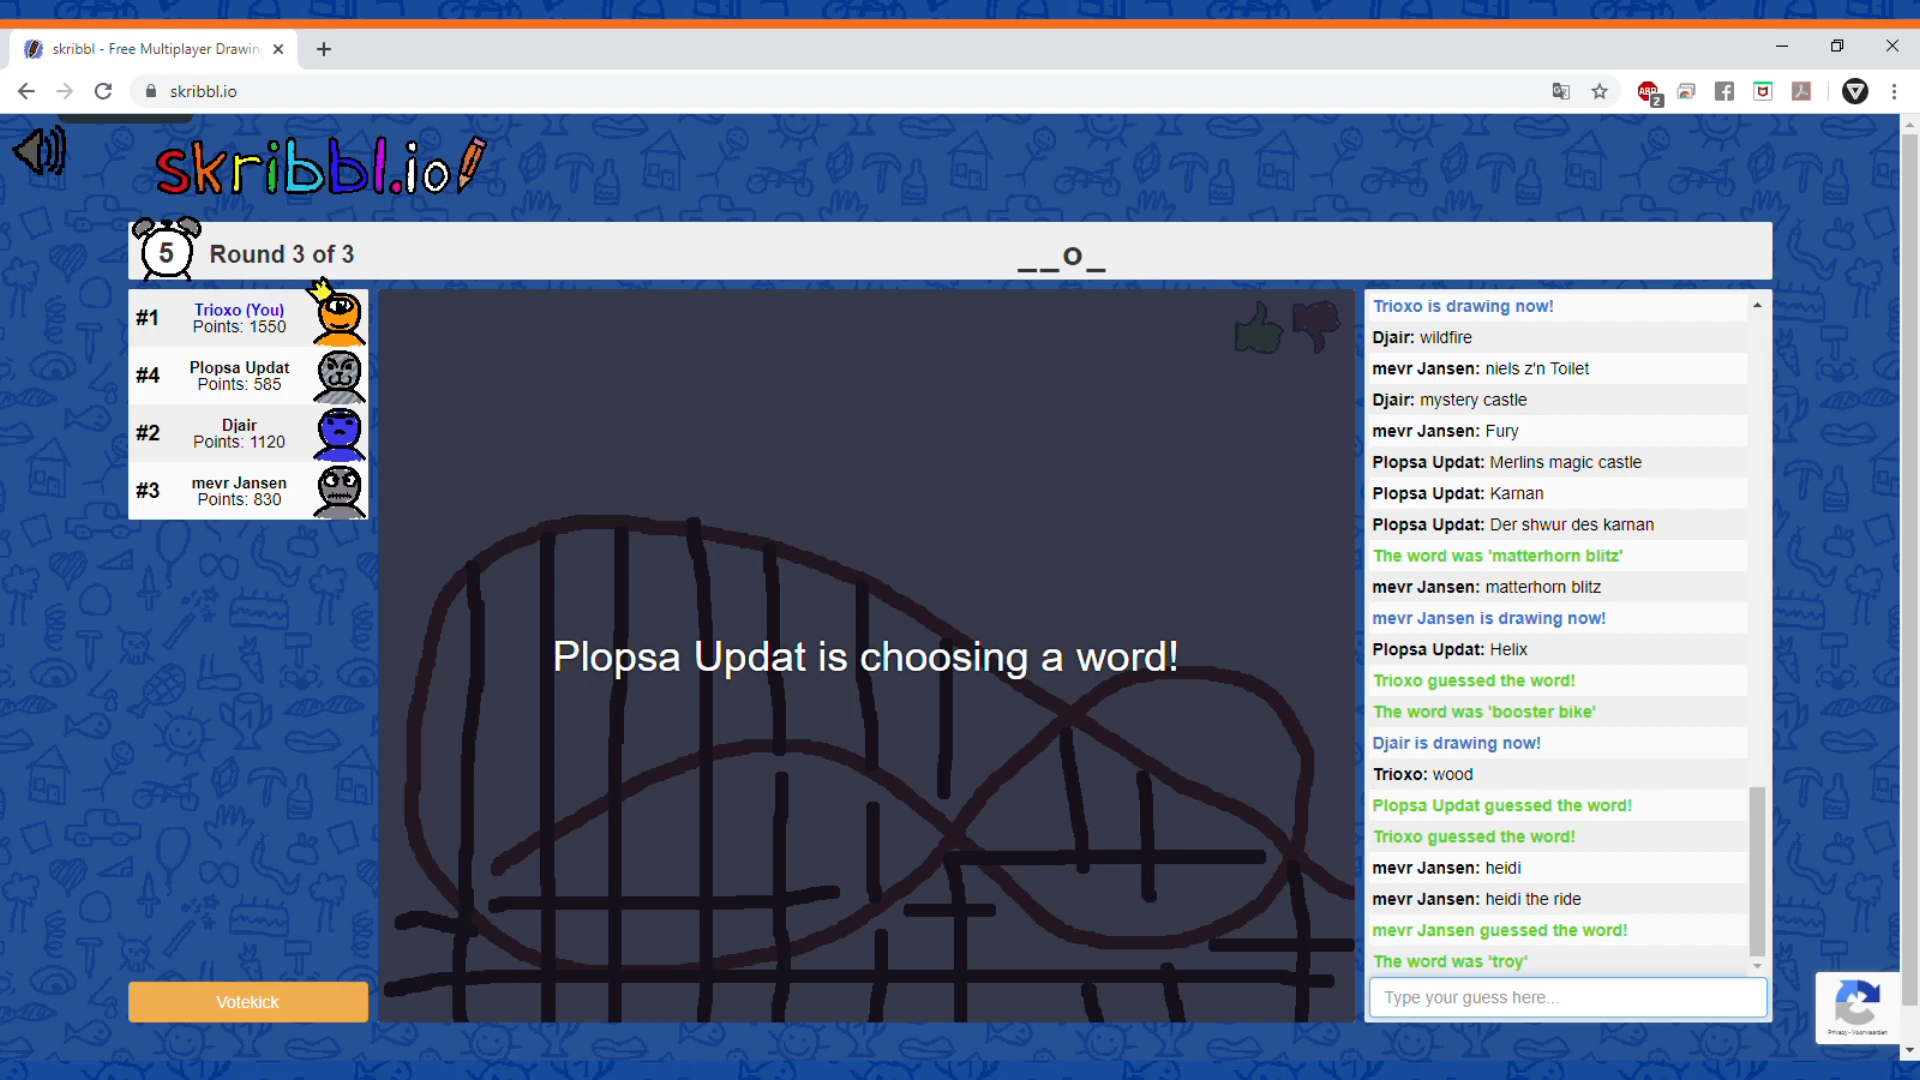 skribbl - Free Multiplayer Drawin
skribbl.io
ABP
2
skribbl.io
5
Round 3 of 3
__o_
#1
Trioxo (You)
Points: 1550
#4
Plopsa Updat
Points: 585
#2
Djair
Points: 1120
#3
mevr Jansen
Points: 830
Votekick
Plopsa Updat is choosing a word!
Trioxo is drawing now!
Djair: wildfire
mevr Jansen: niels z'n Toilet
Djair: mystery castle
mevr Jansen: Fury
Plopsa Updat: Merlins magic castle
Plopsa Updat: Karnan
Plopsa Updat: Der shwur des karnan
The word was 'matterhorn blitz'
mevr Jansen: matterhorn blitz
mevr Jansen is drawing now!
Plopsa Updat: Helix
Trioxo guessed the word!
The word was 'booster bike'
Djair is drawing now!
Trioxo: wood
Plopsa Updat guessed the word!
Trioxo guessed the word!
mevr Jansen: heidi
mevr Jansen: heidi the ride
mevr Jansen guessed the word!
The word was 'troy'
Type your guess here...
Privacy - Voorwaarden